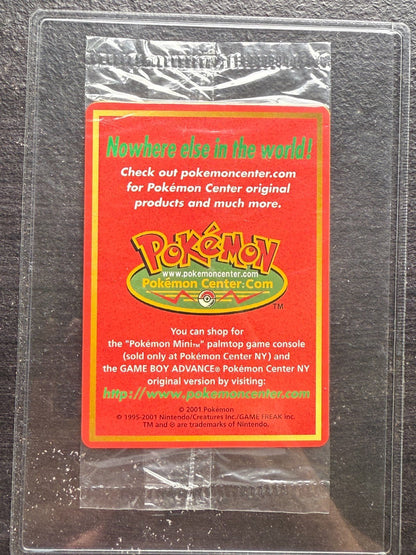 Nowhere else in the world!
Check out pokemoncenter.com
for Pokémon Center original
products and much more.
POKéMON
www.pokemoncenter.com
Pokémon Center.Com
TM
You can shop for
the "Pokémon Mini™" palmtop game console
(sold only at Pokémon Center NY) and
the GAME BOY ADVANCE® Pokémon Center NY
original version by visiting:
http://www.pokemoncenter.com
© 2001 Pokémon
© 1995-2001 Nintendo/Creatures Inc./GAME FREAK inc.
TM and ® are trademarks of Nintendo.